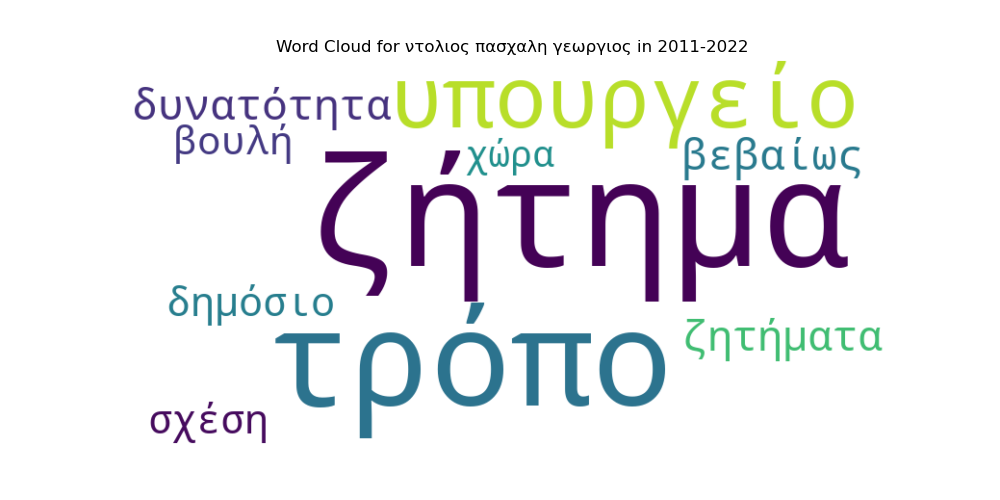 Word Cloud for ντολιος πασχαλη γεωργιος in 2011-2022
δυνατότητα υπουργείο
βουλή χώρα βεβαίως
ζήτημα
δημόσιο
τρόπο ζητήματα
σχέση